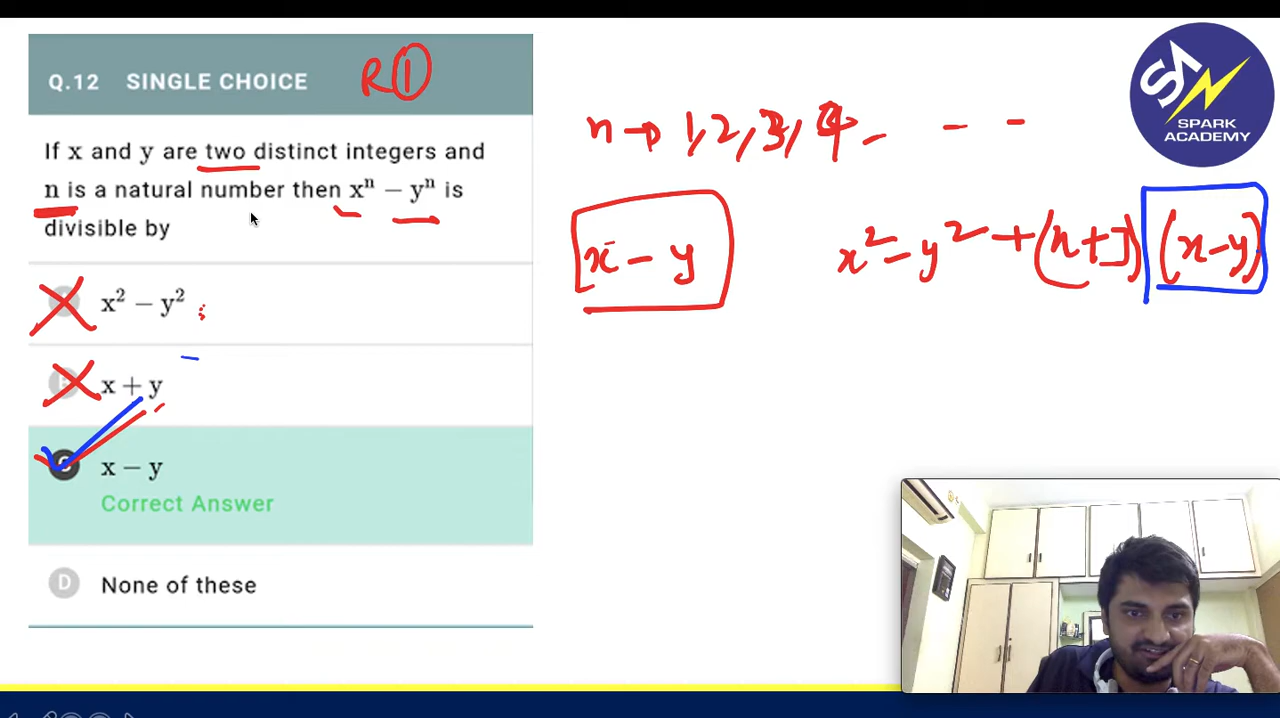 Q.12 SINGLE CHOICE R①
If x and y are two distinct integers and
n is a natural number then xⁿ − yⁿ is
divisible by
x² − y²
B x + y
C x − y
Correct Answer
D None of these
n → 1, 2, 3, 4, - -
x − y
x² = y² + (x + ]) (x−y)
SAN
SPARK
ACADEMY